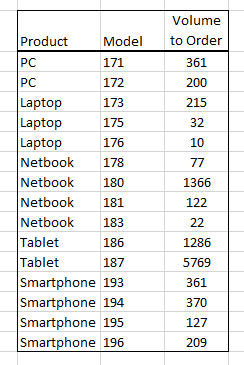 Volume
Product Model to Order
PC 171 361
PC 172 200
Laptop 173 215
Laptop 175 32
Laptop 176 10
Netbook 178 77
Netbook 180 1366
Netbook 181 122
Netbook 183 22
Tablet 186 1286
Tablet 187 5769
Smartphone 193 361
Smartphone 194 370
Smartphone 195 127
Smartphone 196 209